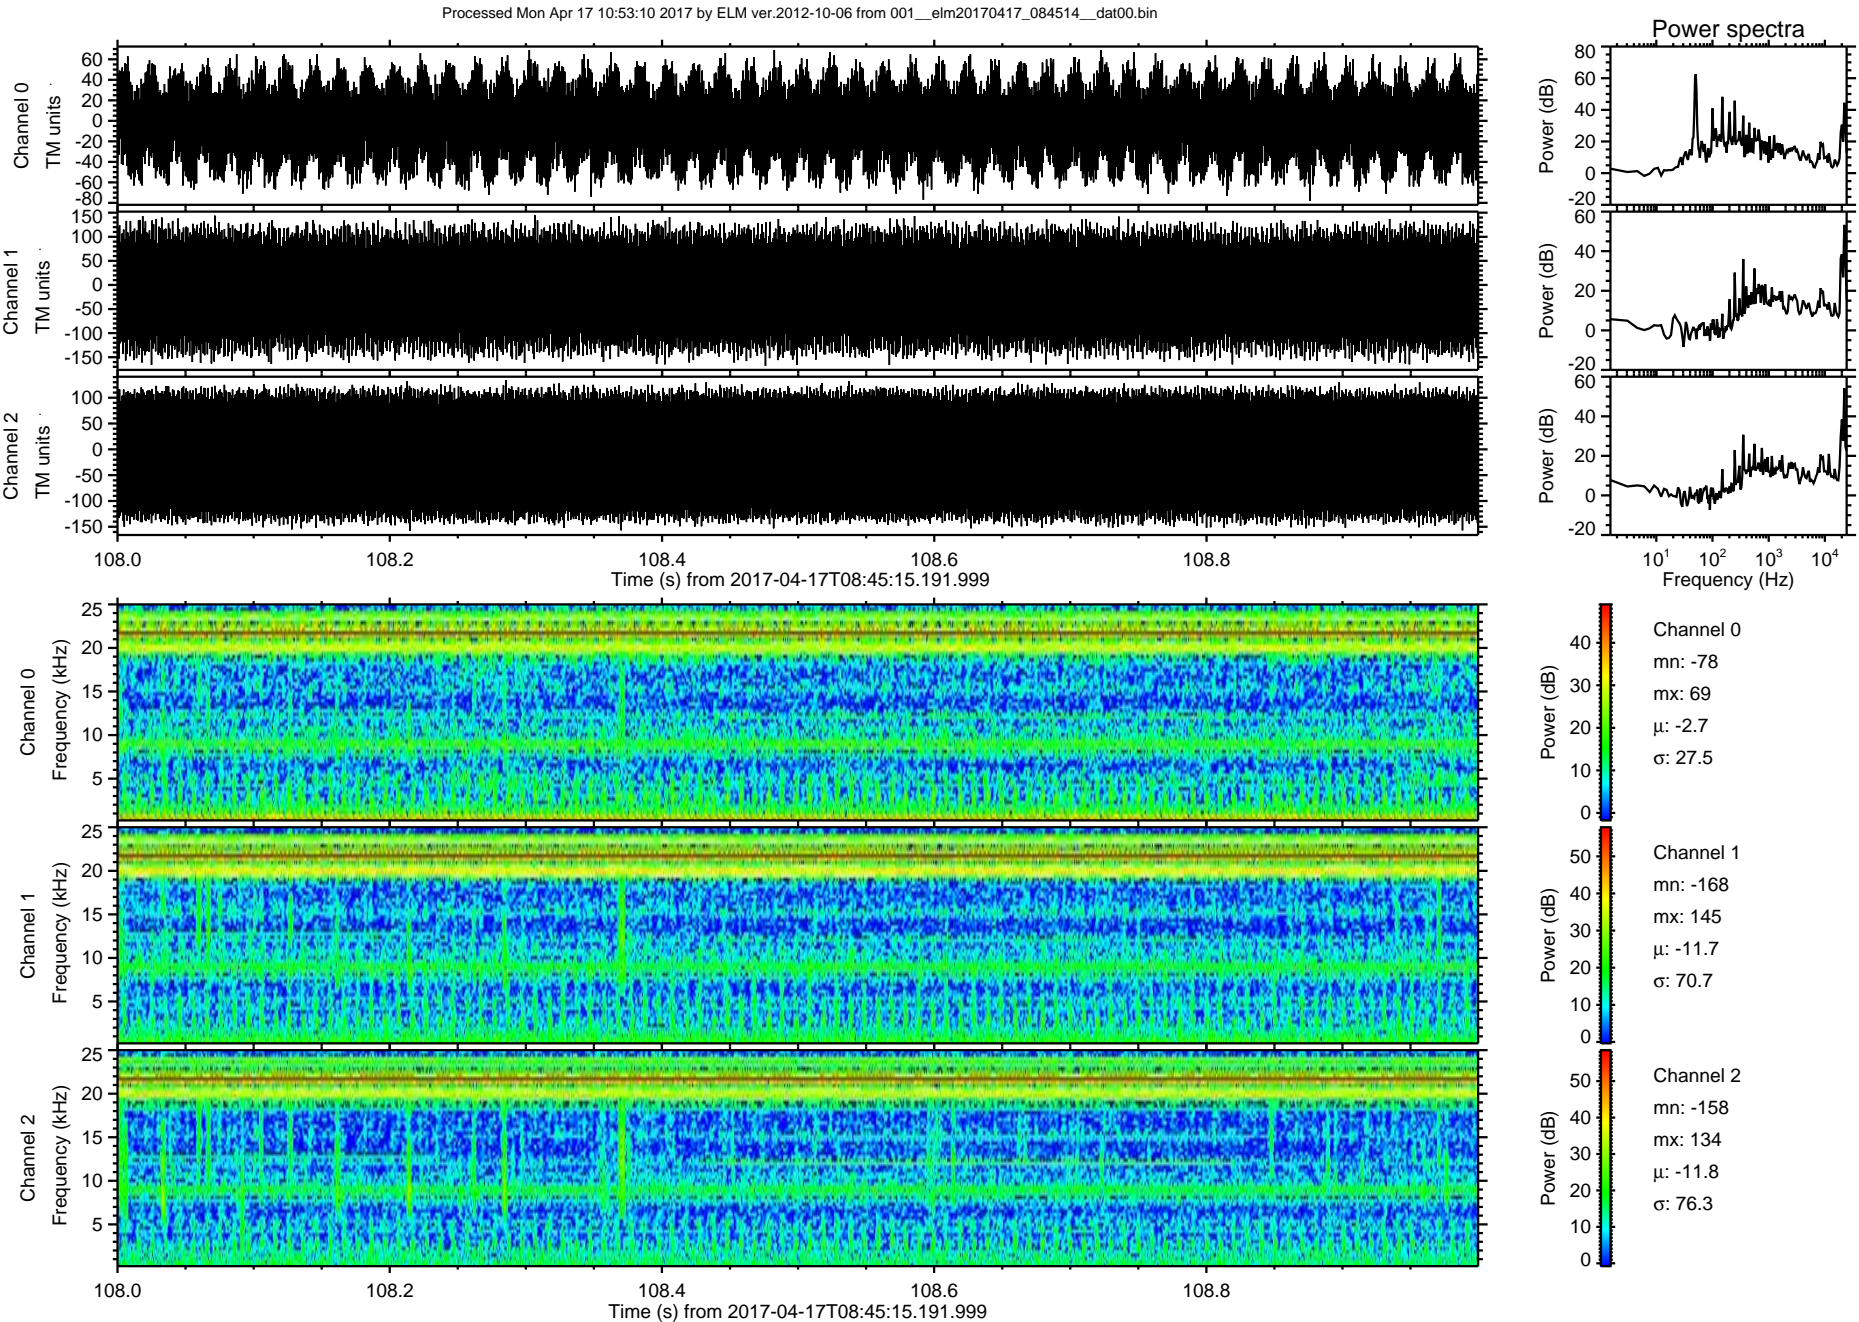 Processed Mon Apr 17 10:53:10 2017 by ELM ver.2012-10-06 from 001__elm20170417_084514__dat00.bin
Power spectra
Channel 0
TM units
60
40
20
0
-20
-40
-60
-80
Power (dB)
80
60
40
20
0
-20
Channel 1
TM units
150
100
50
0
-50
-100
-150
Power (dB)
60
40
20
0
-20
Channel 2
TM units
100
50
0
-50
-100
-150
Power (dB)
60
40
20
0
-20
108.0 108.2 108.4 108.6 108.8
Time (s) from 2017-04-17T08:45:15.191.999
10¹ 10² 10³ 10⁴
Frequency (Hz)
Channel 0
Frequency (kHz)
25
20
15
10
5
Power (dB)
40
30
20
10
0
Channel 0
mn: -78
mx: 69
μ: -2.7
σ: 27.5
Channel 1
Frequency (kHz)
25
20
15
10
5
Power (dB)
50
40
30
20
10
0
Channel 1
mn: -168
mx: 145
μ: -11.7
σ: 70.7
Channel 2
Frequency (kHz)
25
20
15
10
5
Power (dB)
50
40
30
20
10
0
Channel 2
mn: -158
mx: 134
μ: -11.8
σ: 76.3
108.0 108.2 108.4 108.6 108.8
Time (s) from 2017-04-17T08:45:15.191.999